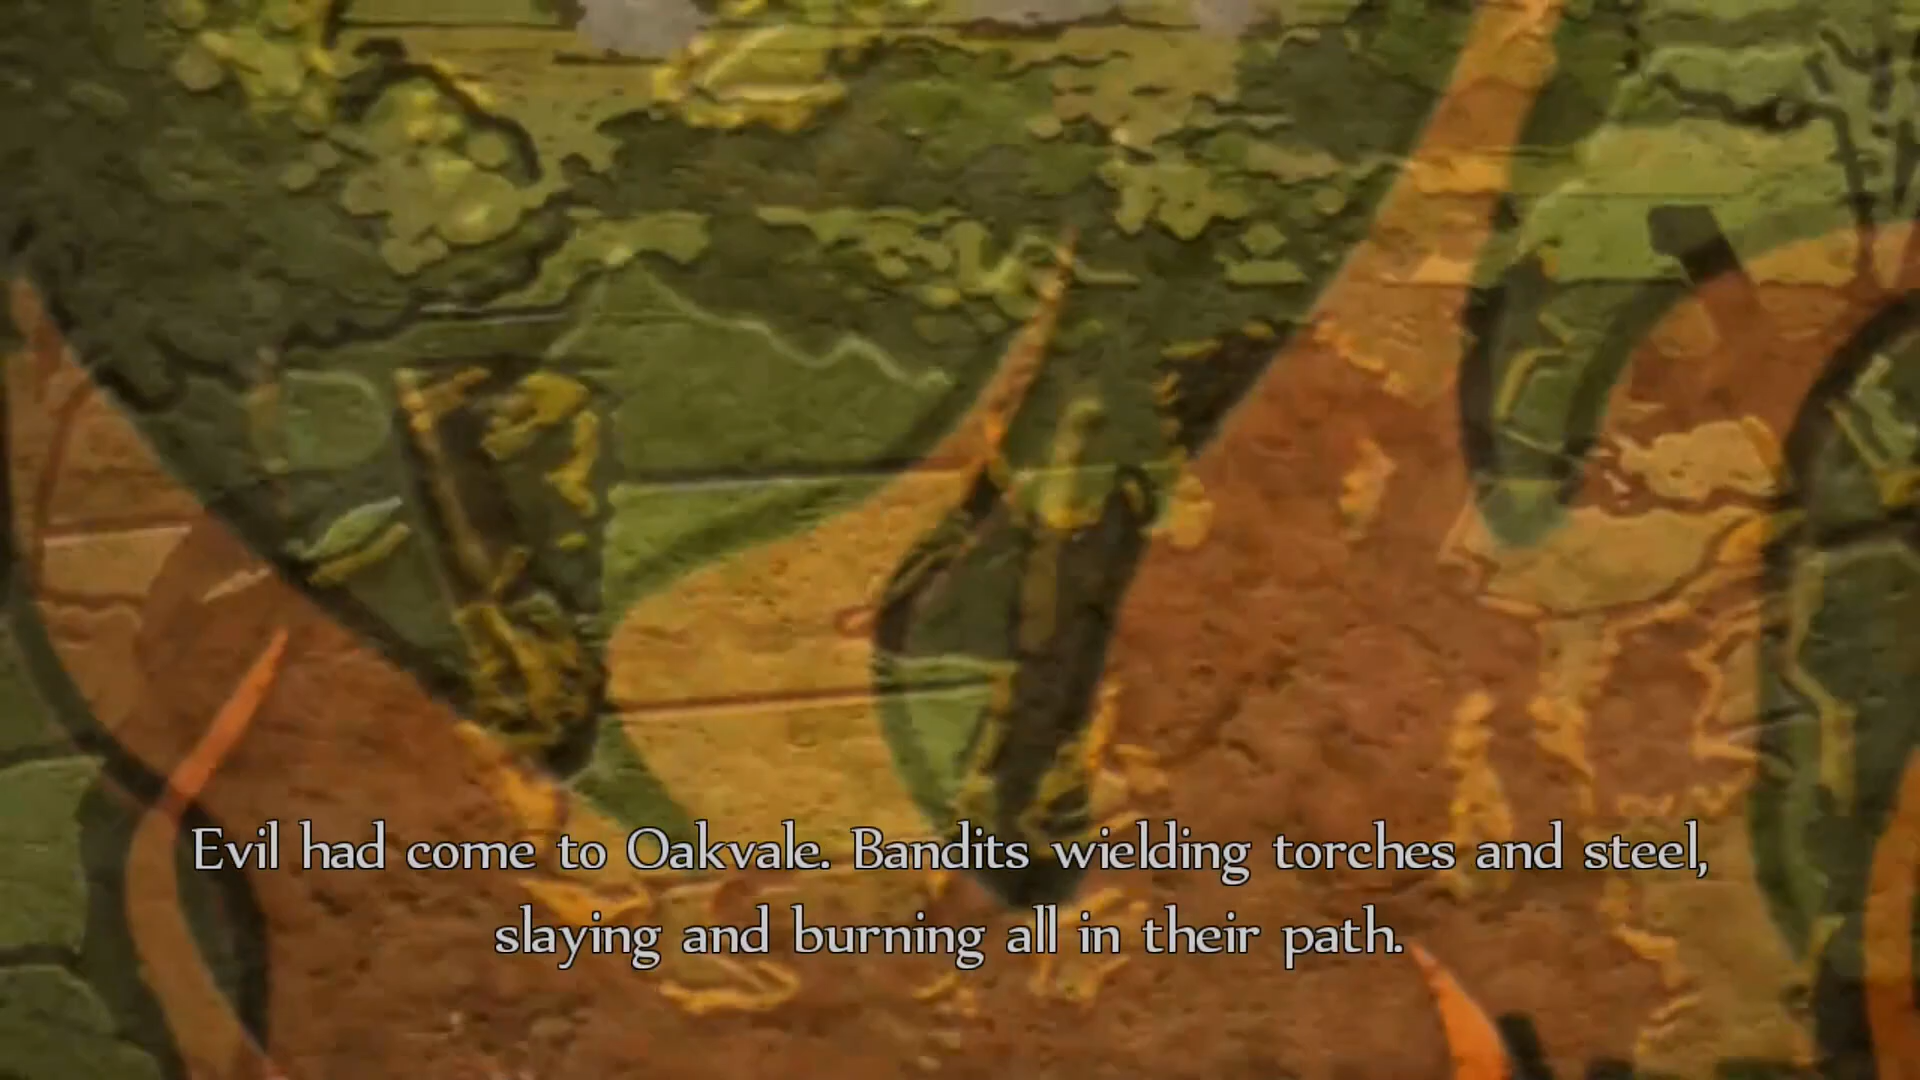 Evil had come to Oakvale. Bandits wielding torches and steel,
slaying and burning all in their path.